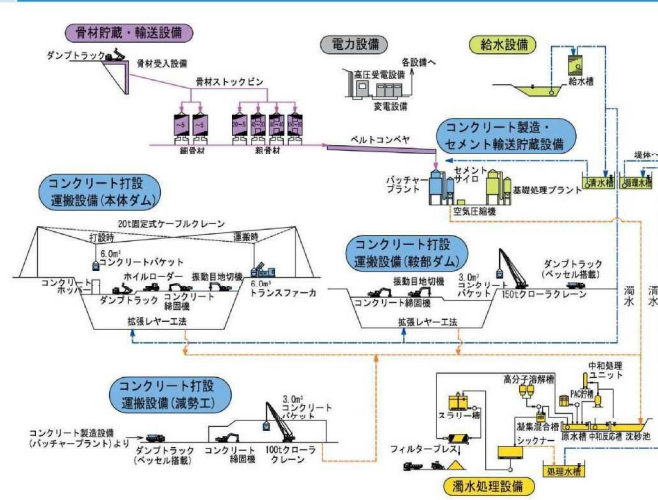 骨材貯蔵・輸送設備
ダンプトラック
骨材受入設備
骨材ストックビン
細骨材
粗骨材
ベルトコンベヤ
電力設備
高圧受電設備
各設備へ
変電設備
給水設備
給水槽
コンクリート製造・
セメント輸送貯蔵設備
バッチャー
プラント
セメント
サイロ
基礎処理プラント
空気圧縮機
清水槽
処理水槽
堤体へ
コンクリート打設
運搬設備(本体ダム)
20t固定式ケーブルクレーン
打設時
運搬時
6.0m³
コンクリートバケット
コンクリート
ホッパー
ホイルローダー
振動目地切機
ダンプトラック
コンクリート
締固機
6.0m³
トランスファーカ
拡張レヤー工法
コンクリート打設
運搬設備(鞍部ダム)
振動目地切機
コンクリート締固機
3.0m³
コンクリート
バケット
150tクローラクレーン
ダンプトラック
(ベッセル搭載)
拡張レヤー工法
濁水
清水
コンクリート打設
運搬設備(減勢工)
3.0m³
コンクリート
バケット
コンクリート製造設備
(バッチャープラント)より
ダンプトラック
(ベッセル搭載)
コンクリート
締固機
100tクローラ
クレーン
スラリー槽
高分子溶解槽
凝集混合槽
シックナー
フィルタープレス
中和処理
ユニット
PAC貯槽
原水槽
中和反応槽
沈砂池
処理水槽
濁水処理設備